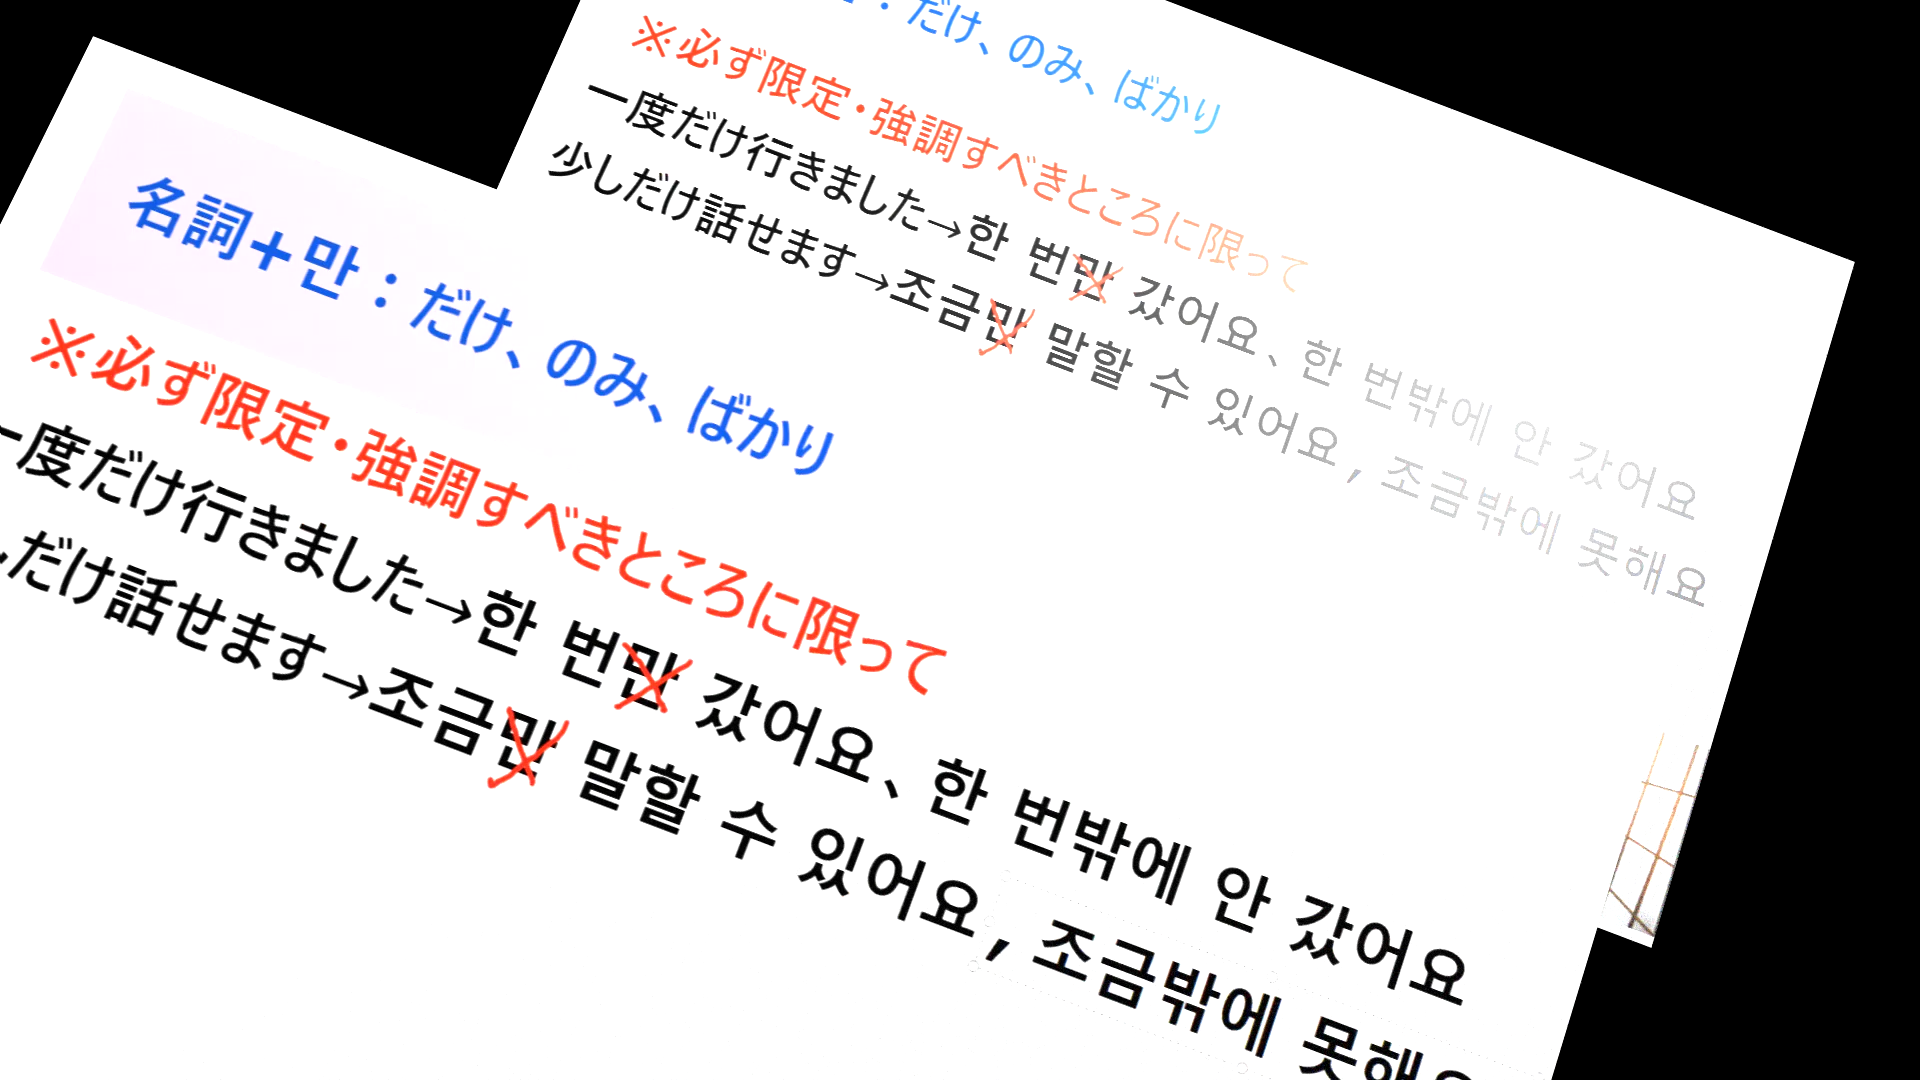 だけ、のみ、ばかり
※必ず限定・強調すべきところに限って
一度だけ行きました→한 번만 갔어요、한 번밖에 안 갔어요
少しだけ話せます→조금만 말할 수 있어요, 조금밖에 못해요
名詞+만：だけ、のみ、ばかり
※必ず限定・強調すべきところに限って
一度だけ行きました→한 번만 갔어요、한 번밖에 안 갔어요
だけ話せます→조금만 말할 수 있어요, 조금밖에 못해